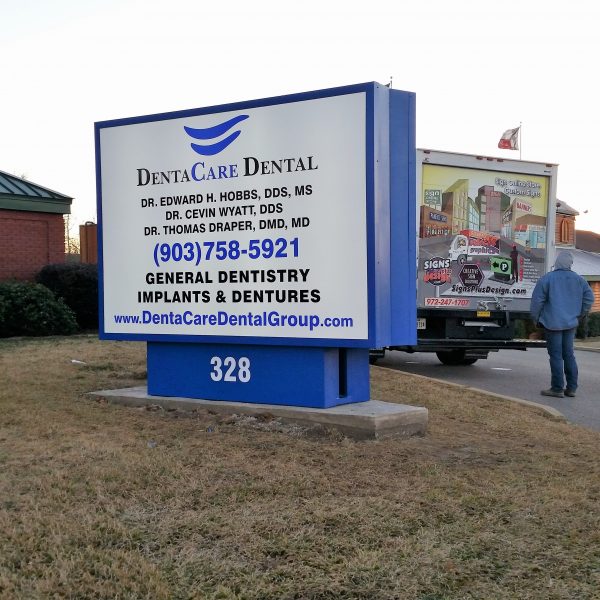 DENTACARE DENTAL
DR. EDWARD H. HOBBS, DDS, MS
DR. CEVIN WYATT, DDS
DR. THOMAS DRAPER, DMD, MD
(903)758-5921
GENERAL DENTISTRY
IMPLANTS & DENTURES
www.DentaCareDentalGroup.com
328
SIGNS
SignsPlusDesign.com
972-247-1707